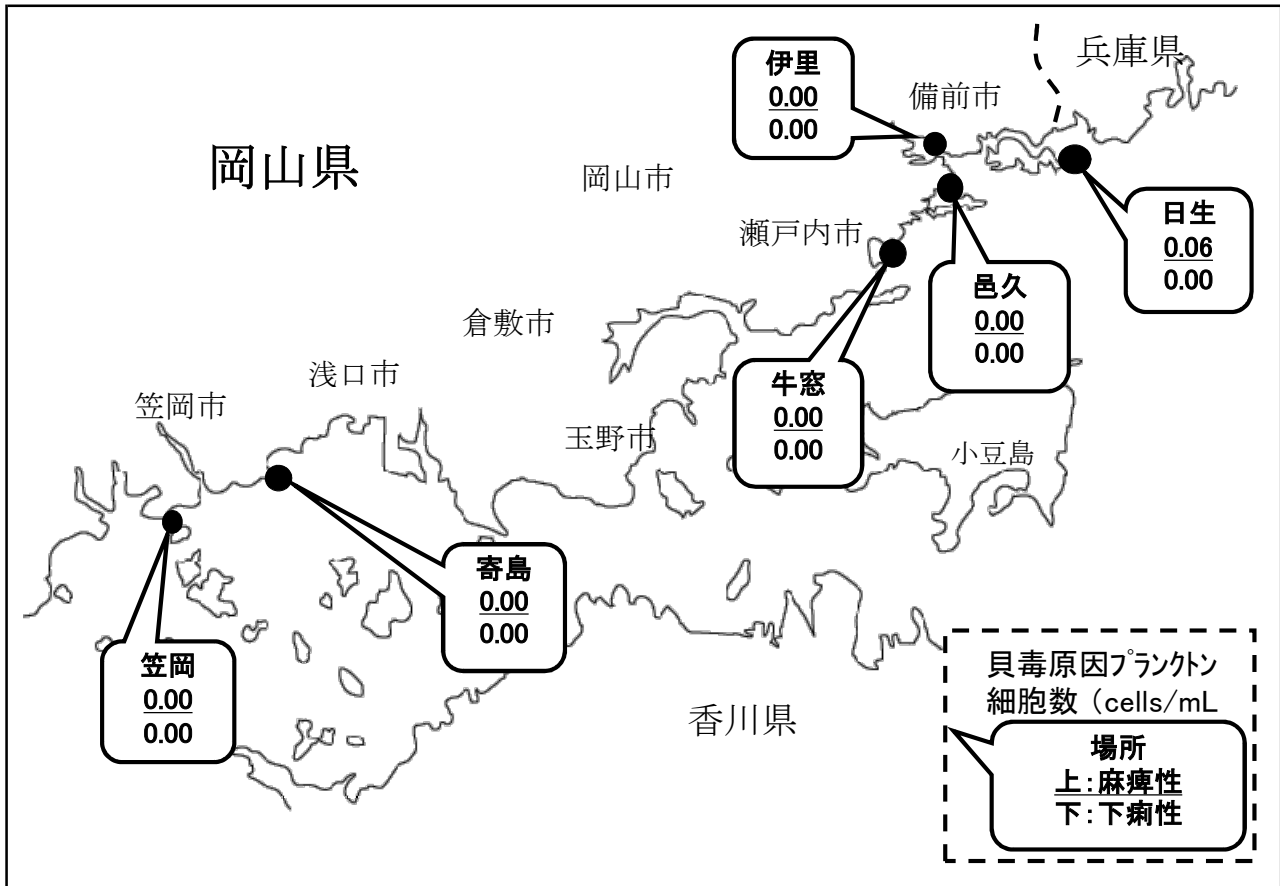 兵庫県
伊里
0.00
0.00
備前市
岡山県
岡山市
日生
0.06
0.00
瀬戸内市
邑久
0.00
0.00
倉敷市
牛窓
0.00
0.00
浅口市
笠岡市
玉野市
小豆島
寄島
0.00
0.00
笠岡
0.00
0.00
香川県
貝毒原因プランクトン
細胞数（cells/mL
場所
上：麻痺性
下：下痢性